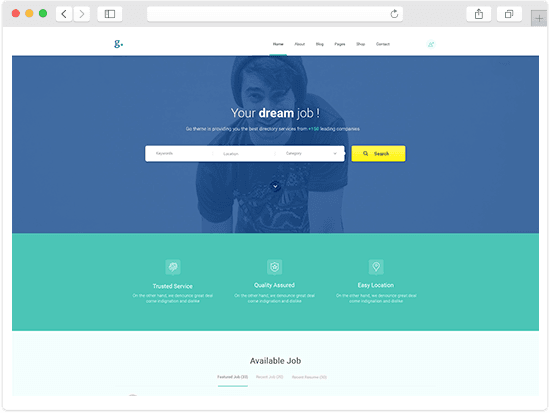 g.
Home About Blog Pages Shop Contact
Your dream job !
Go theme is providing you the best directory services from +150 leading companies
Keywords Location Category Search
Trusted Service Quality Assured Easy Location
On the other hand, we denounce great deal On the other hand, we denounce great deal On the other hand, we denounce great deal
some indignation and dislike some indignation and dislike some indignation and dislike
Available Job
Featured Job (20) Recent Job (20) Recent Resumes (20)